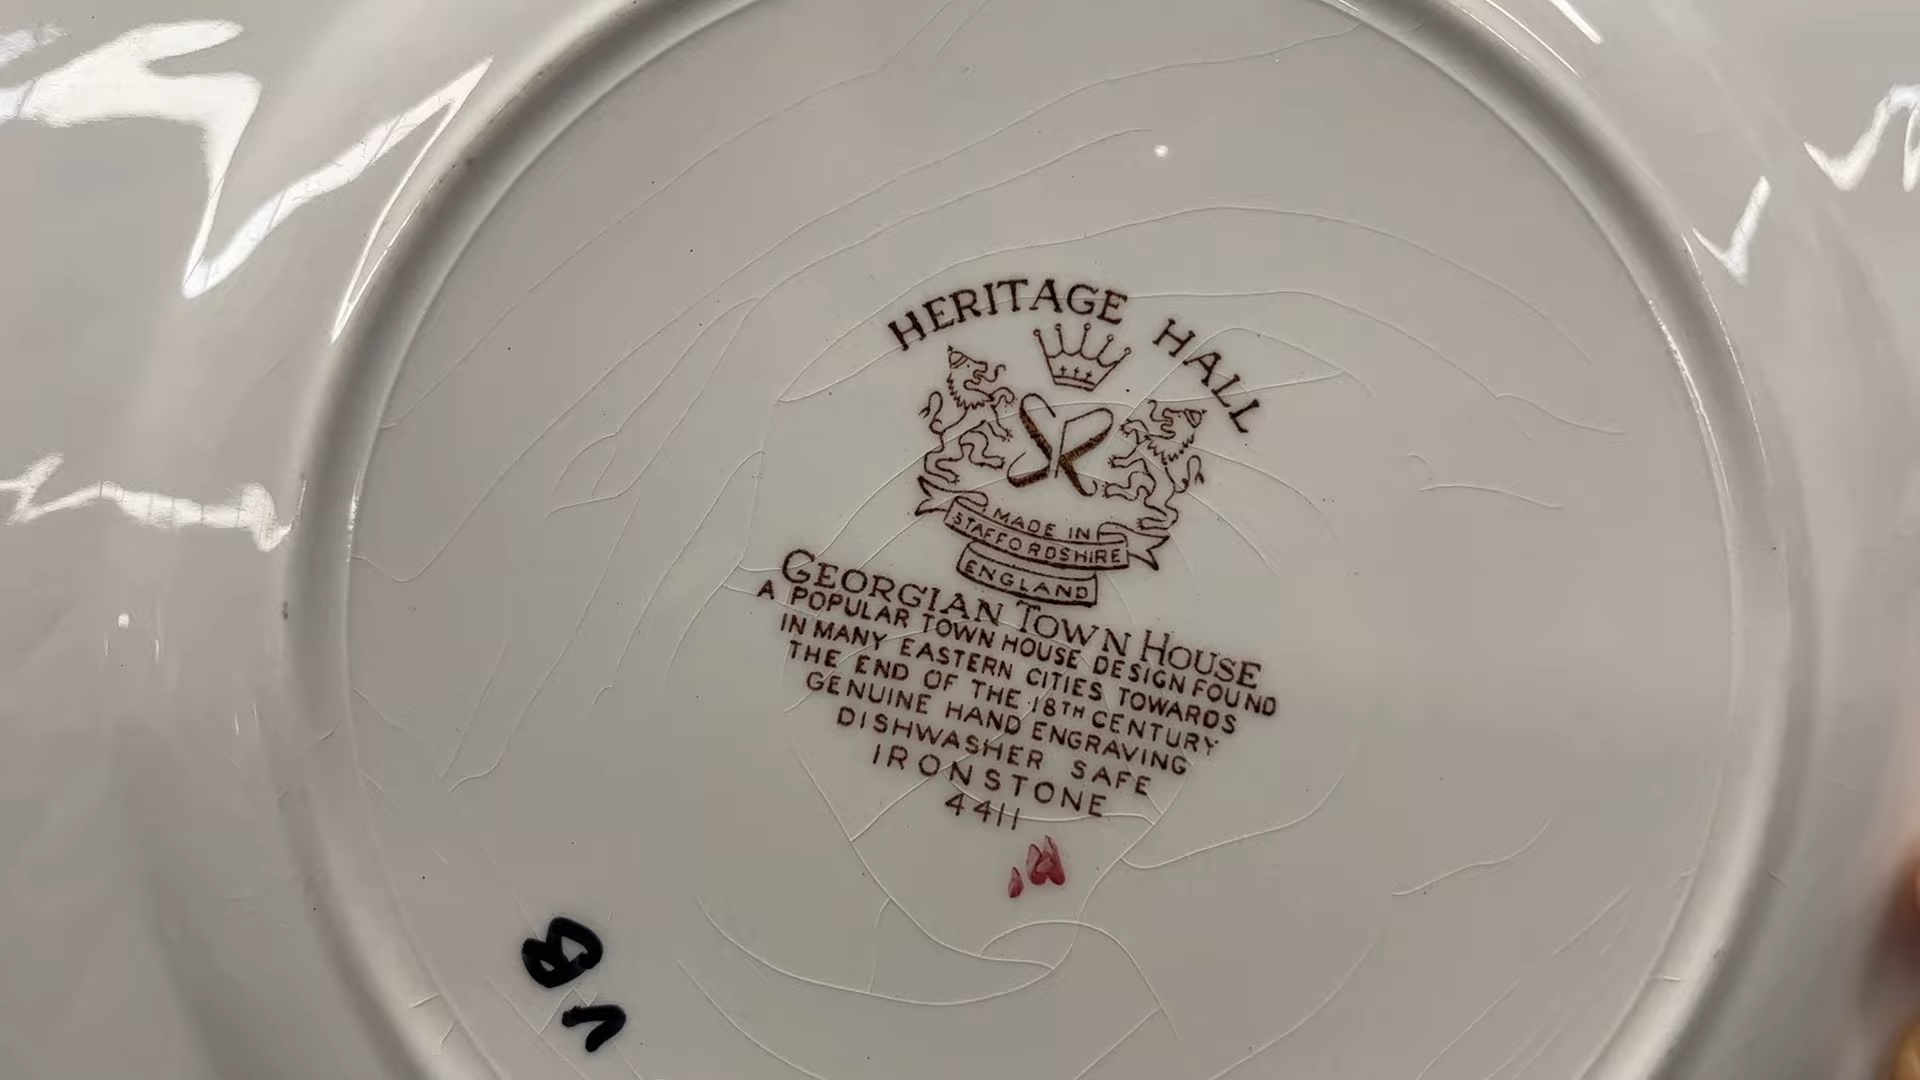 HERITAGE HALL
MADE IN
STAFFORDSHIRE
ENGLAND
GEORGIAN TOWN HOUSE
A POPULAR TOWN HOUSE DESIGN FOUND
IN MANY EASTERN CITIES TOWARDS
THE END OF THE 18TH CENTURY
GENUINE HAND ENGRAVING
DISHWASHER SAFE
IRONSTONE
4411
VB